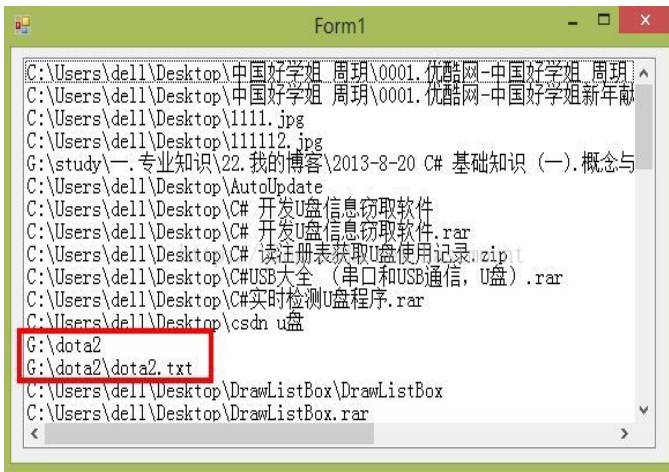 Form1
C:\Users\dell\Desktop\中国好学姐 周玥\0001.优酷网-中国好学姐 周玥
C:\Users\dell\Desktop\中国好学姐 周玥\0001.优酷网-中国好学姐新年献
C:\Users\dell\Desktop\1111.jpg
C:\Users\dell\Desktop\111112.jpg
G:\study\一.专业知识\22.我的博客\2013-8-20 C# 基础知识 (一).概念与
C:\Users\dell\Desktop\AutoUpdate
C:\Users\dell\Desktop\C# 开发U盘信息窃取软件
C:\Users\dell\Desktop\C# 开发U盘信息窃取软件.rar
C:\Users\dell\Desktop\C# 读注册表获取U盘使用记录.zip
C:\Users\dell\Desktop\C#USB大全 (串口和USB通信,U盘).rar
C:\Users\dell\Desktop\C#实时检测U盘程序.rar
C:\Users\dell\Desktop\csdn u盘
G:\dota2
G:\dota2\dota2.txt
C:\Users\dell\Desktop\DrawListBox\DrawListBox
C:\Users\dell\Desktop\DrawListBox.rar